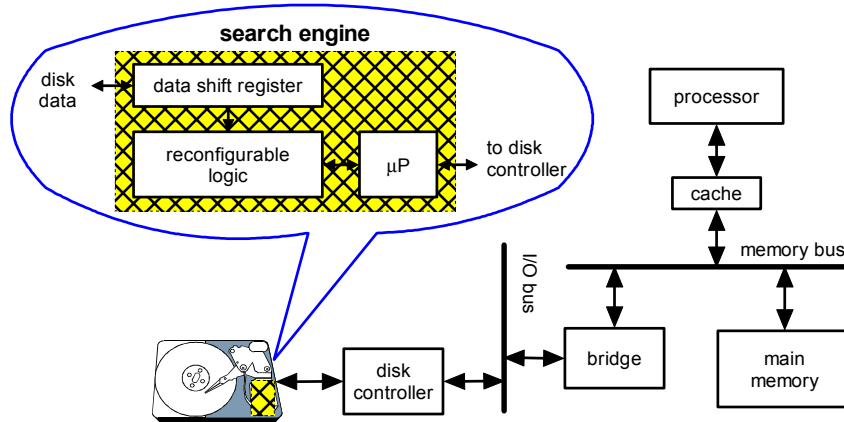 search engine
disk
data
data shift register
reconfigurable
logic
μP
to disk
controller
processor
cache
memory bus
I/O bus
bridge
main
memory
disk
controller